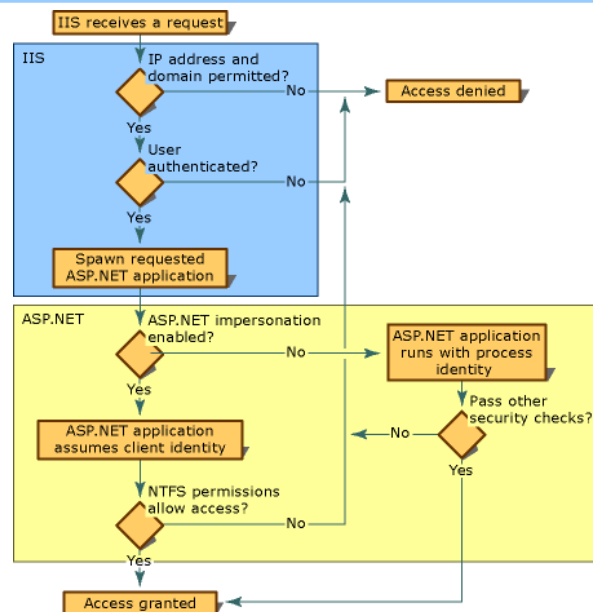 IIS receives a request
IIS
IP address and
domain permitted?
No
Access denied
Yes
User
authenticated?
No
Yes
Spawn requested
ASP.NET application
ASP.NET
ASP.NET impersonation
enabled?
No
ASP.NET application
runs with process
identity
Yes
Pass other
security checks?
ASP.NET application
assumes client identity
No
Yes
NTFS permissions
allow access?
No
Yes
Access granted